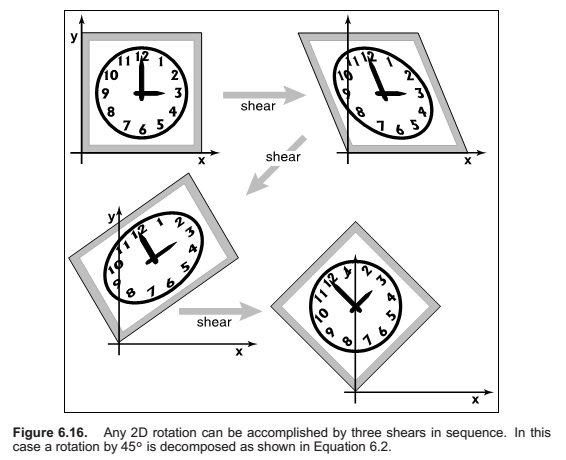 y
12
11 1
10 2
9 3
8 4
7 5
6
x
shear
12
11 1
10 2
9 3
8 4
7 5
6
x
shear
y
12 1 2
11 3
10 4
9 5
8 7 6
x
shear
12 1 2
11 3
10 4
9 5
8 7 6
x
Figure 6.16. Any 2D rotation can be accomplished by three shears in sequence. In this
case a rotation by 45° is decomposed as shown in Equation 6.2.